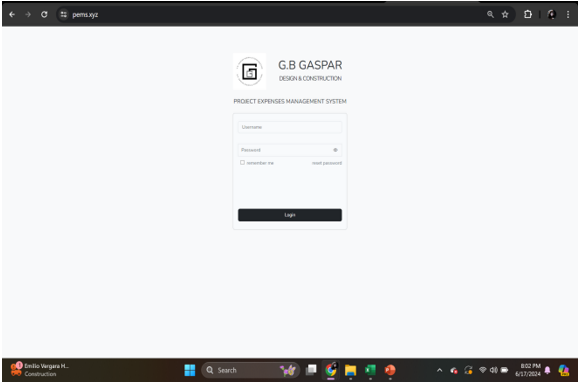 pems.xyz
G.B GASPAR
DESIGN & CONSTRUCTION
PROJECT EXPENSES MANAGEMENT SYSTEM
Username
Password
remember me
reset password
Login
Emilio Vergara H...
Construction
Search
8:02 PM
6/17/2024